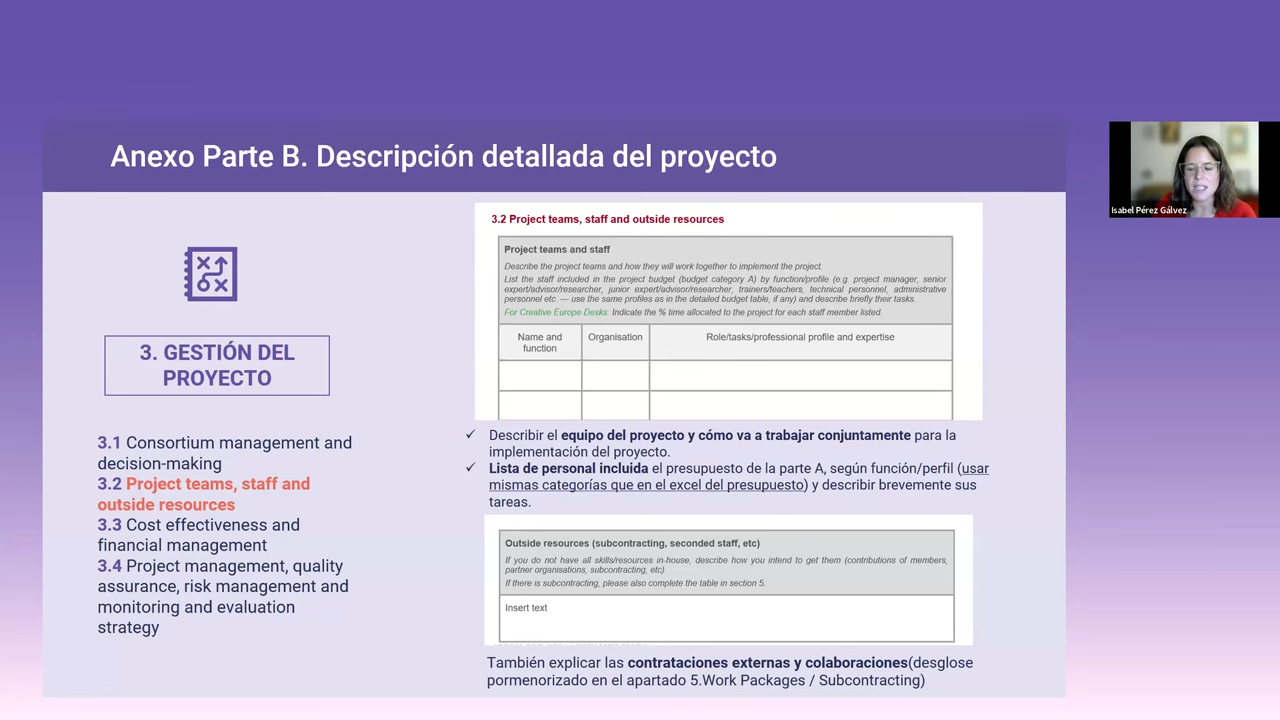 Anexo Parte B. Descripción detallada del proyecto
Isabel Pérez Gálvez
3. GESTIÓN DEL
PROYECTO
3.1 Consortium management and
decision-making
3.2 Project teams, staff and
outside resources
3.3 Cost effectiveness and
financial management
3.4 Project management, quality
assurance, risk management and
monitoring and evaluation
strategy
3.2 Project teams, staff and outside resources
Project teams and staff
Describe the project teams and how they will work together to implement the project.
List the staff included in the project budget (budget category A) by function/profile (e.g. project manager, senior
expert/advisor/researcher, junior expert/advisor/researcher, trainers/teachers, technical personnel, administrative
personnel etc. — use the same profiles as in the detailed budget table, if any) and describe briefly their tasks.
For Creative Europe Desks: Indicate the % time allocated to the project for each staff member listed.
Name and
function
Organisation
Role/tasks/professional profile and expertise
✓ Describir el equipo del proyecto y cómo va a trabajar conjuntamente para la
implementación del proyecto.
✓ Lista de personal incluida el presupuesto de la parte A, según función/perfil (usar
mismas categorías que en el excel del presupuesto) y describir brevemente sus
tareas.
Outside resources (subcontracting, seconded staff, etc)
If you do not have all skills/resources in-house, describe how you intend to get them (contributions of members,
partner organisations, subcontracting, etc)
If there is subcontracting, please also complete the table in section 5.
Insert text
También explicar las contrataciones externas y colaboraciones(desglose
pormenorizado en el apartado 5.Work Packages / Subcontracting)